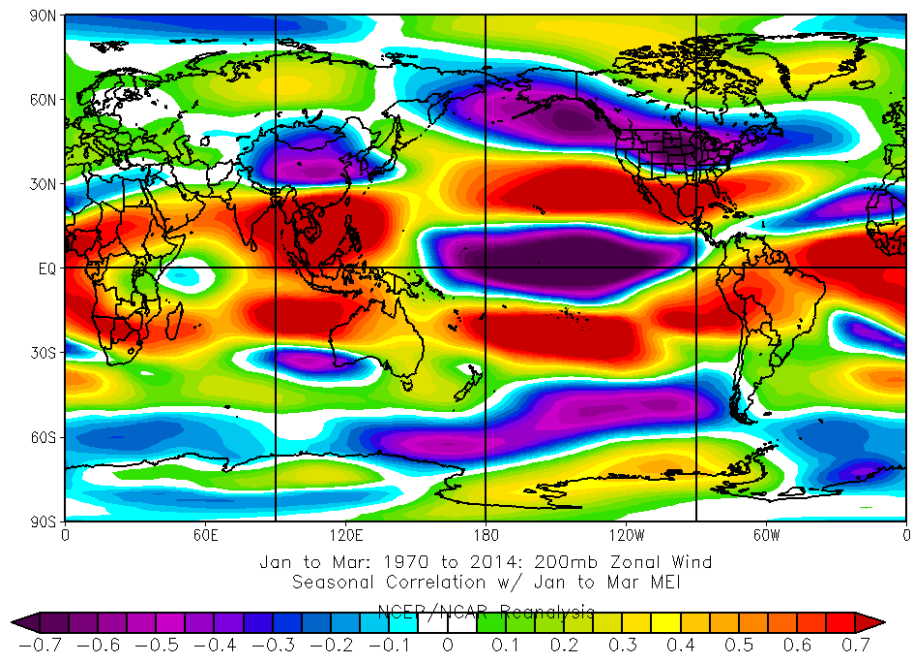 90N
60N
30N
EQ
30S
60S
90S
0 60E 120E 180 120W 60W 0
Jan to Mar: 1970 to 2014: 200mb Zonal Wind
Seasonal Correlation w/ Jan to Mar MEI
NCEP/NCAR Reanalysis
−0.7 −0.6 −0.5 −0.4 −0.3 −0.2 −0.1 0 0.1 0.2 0.3 0.4 0.5 0.6 0.7